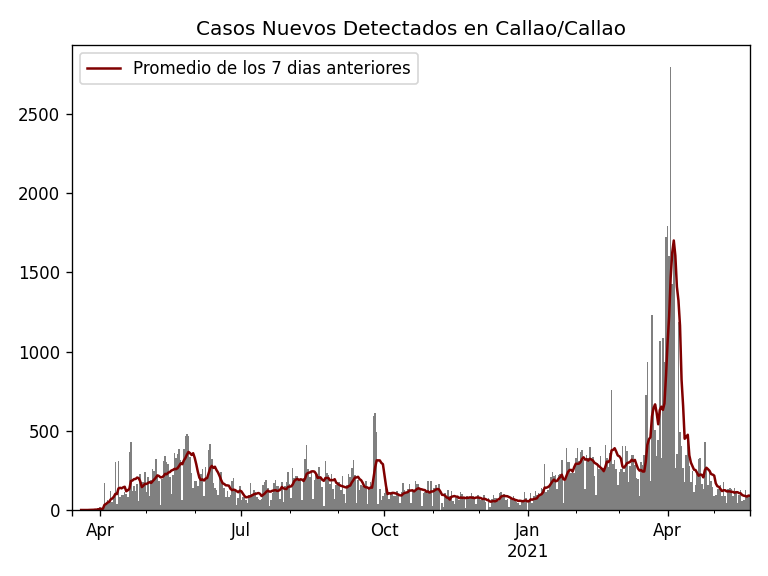 Casos Nuevos Detectados en Callao/Callao
Promedio de los 7 dias anteriores
2500
2000
1500
1000
500
0
Apr Jul Oct Jan Apr
2021